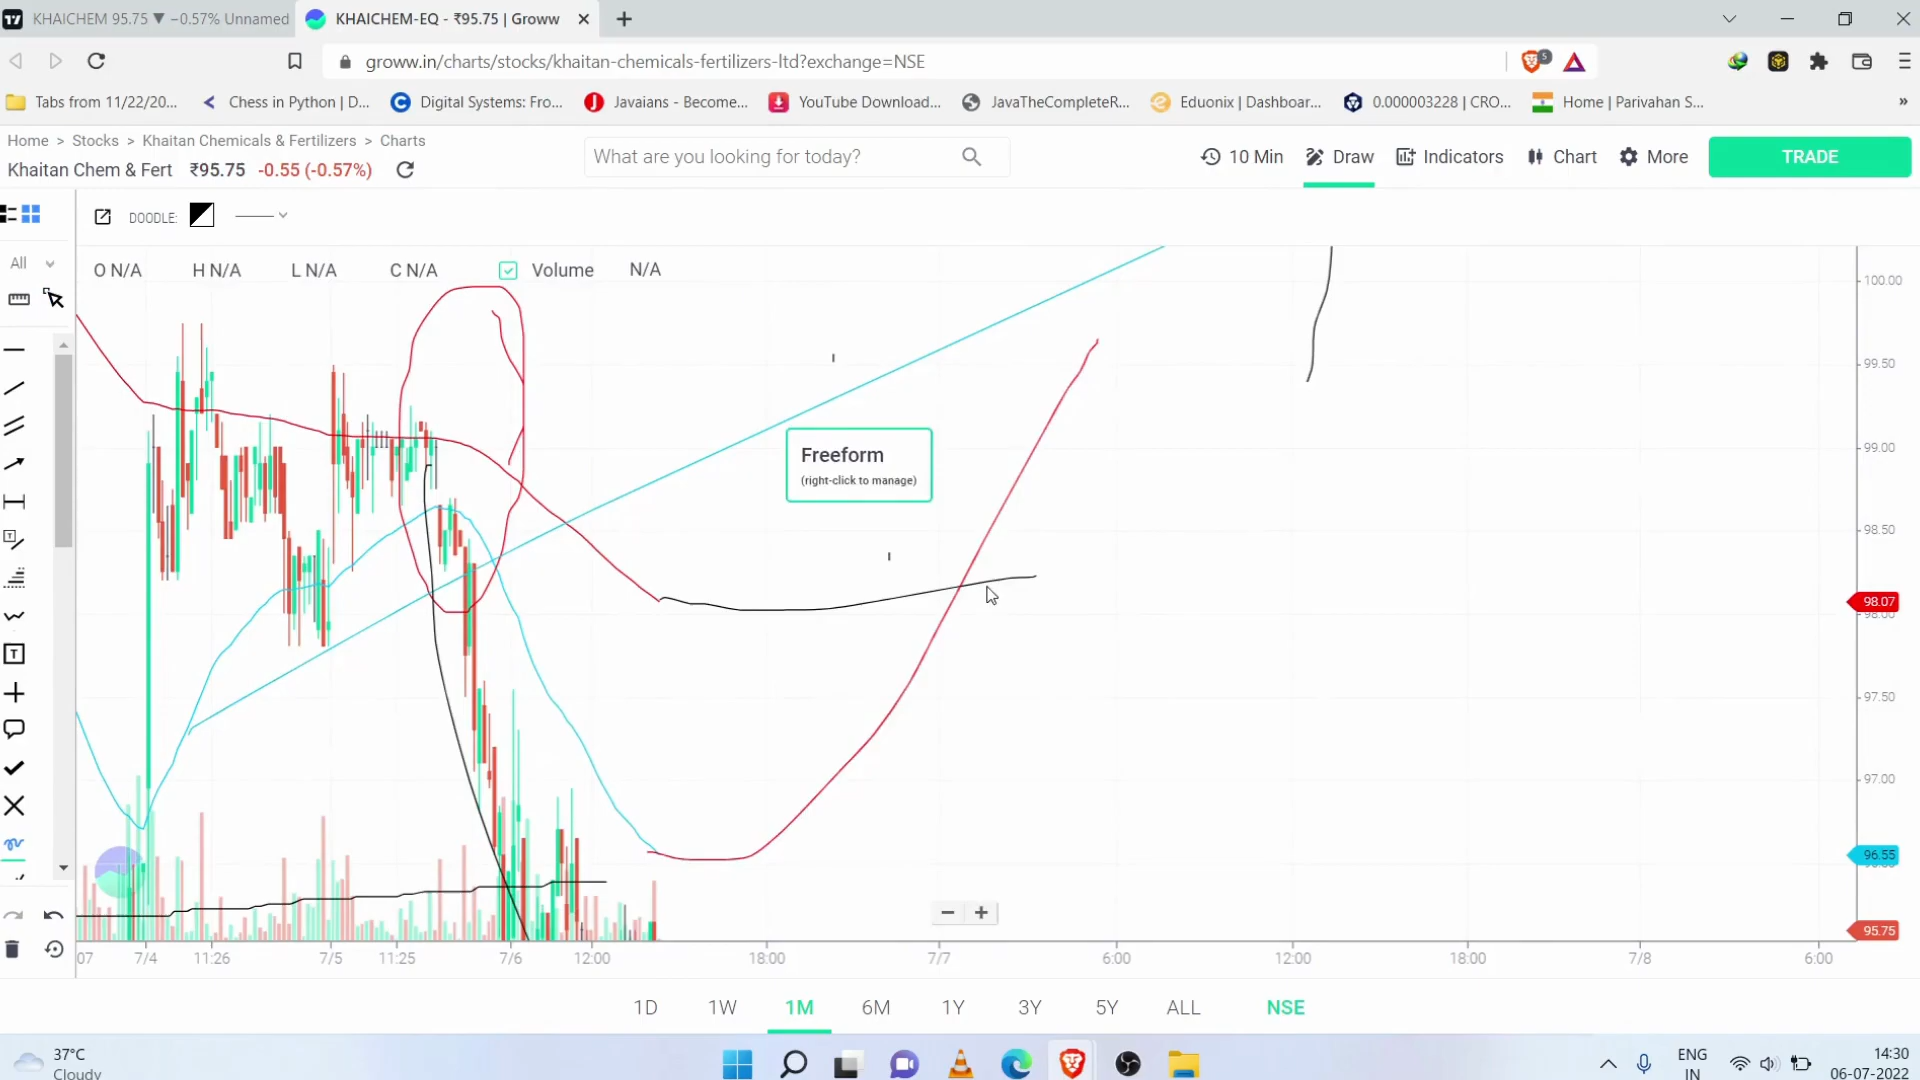 KHAICHEM 95.75 ▼ −0.57% Unnamed
KHAICHEM-EQ - ₹95.75 | Groww
groww.in/charts/stocks/khaitan-chemicals-fertilizers-ltd?exchange=NSE
5
Tabs from 11/22/20...
Chess in Python | D...
Digital Systems: Fro...
Javaians - Become...
YouTube Download...
JavaTheCompleteR...
Eduonix | Dashboar...
0.000003228 | CRO...
Home | Parivahan S...
»
Home > Stocks > Khaitan Chemicals & Fertilizers > Charts
Khaitan Chem & Fert ₹95.75 -0.55 (-0.57%)
What are you looking for today?
10 Min
Draw
Indicators
Chart
More
TRADE
DOODLE:
All
O N/A H N/A L N/A C N/A Volume N/A
Freeform
(right-click to manage)
100.00
99.50
99.00
98.50
98.07
97.50
97.00
96.55
95.75
07 7/4 11:26 7/5 11:25 7/6 12:00 18:00 7/7 6:00 12:00 18:00 7/8 6:00
1D 1W 1M 6M 1Y 3Y 5Y ALL NSE
37°C
Cloudy
ENG
IN
14:30
06-07-2022